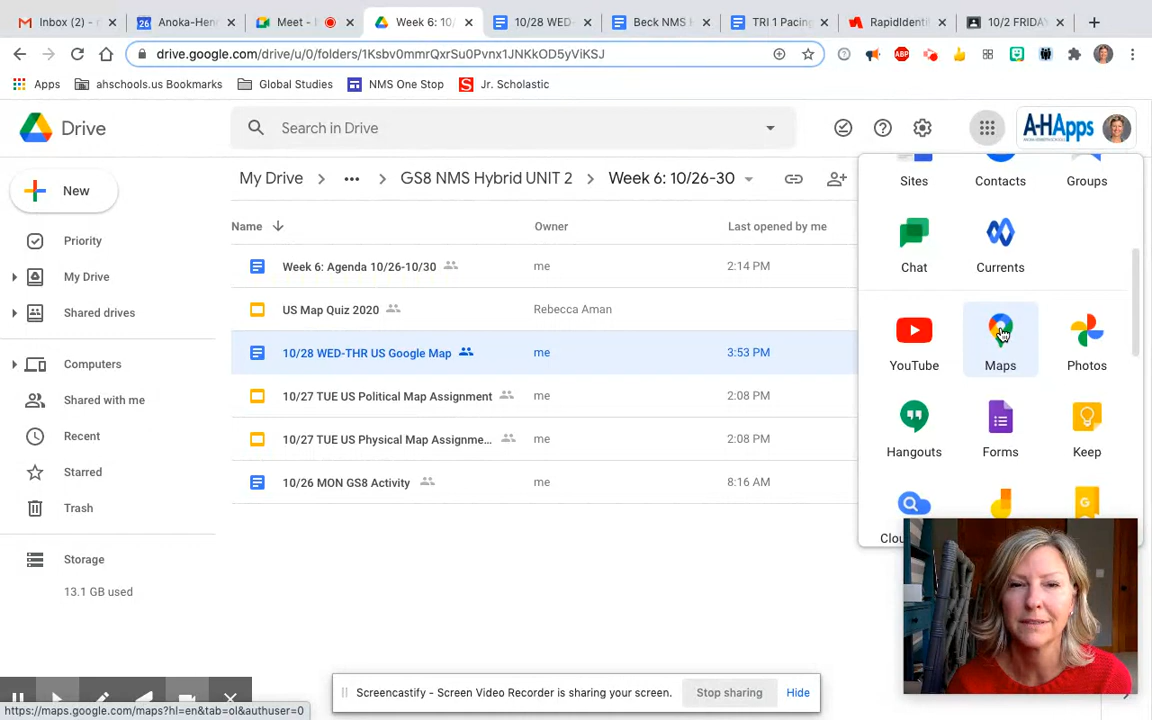 Inbox (2) -
26
Anoka-Hen
Meet -
Week 6: 10/
10/28 WED-
Beck NMS H
TRI 1 Pacing
RapidIdenti
10/2 FRIDAY
drive.google.com/drive/u/0/folders/1Ksbv0mmrQxrSu0Pvnx1JNKkOD5yViKSJ
ABP
Apps
ahschools.us Bookmarks
Global Studies
NMS One Stop
S
Jr. Scholastic
Drive
Search in Drive
A-HApps
New
My Drive
GS8 NMS Hybrid UNIT 2
Week 6: 10/26-30
Sites
Contacts
Groups
Name
Owner
Last opened by me
Priority
Week 6: Agenda 10/26-10/30
me
2:14 PM
Chat
Currents
My Drive
US Map Quiz 2020
Rebecca Aman
Shared drives
10/28 WED-THR US Google Map
me
3:53 PM
YouTube
Maps
Photos
Computers
10/27 TUE US Political Map Assignment
me
2:08 PM
Shared with me
Recent
10/27 TUE US Physical Map Assignme...
me
2:08 PM
Hangouts
Forms
Keep
Starred
10/26 MON GS8 Activity
me
8:16 AM
Trash
G
Storage
13.1 GB used
Screencastify - Screen Video Recorder is sharing your screen.
Stop sharing
Hide
https://maps.google.com/maps?hl=en&tab=ol&authuser=0